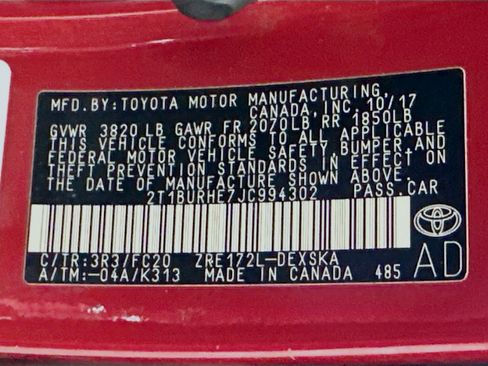 MFD.BY:TOYOTA MOTOR MANUFACTURING,
CANADA, INC. 10/17
GVWR 3820 LB GAWR FR 2070LB RR 1850LB
THIS VEHICLE CONFORMS TO ALL APPLICABLE
FEDERAL MOTOR VEHICLE SAFETY, BUMPER AND
THEFT PREVENTION STANDARDS IN EFFECT ON
THE DATE OF MANUFACTURE SHOWN ABOVE.
2T1BURHE7JC994302 PASS.CAR
C/TR:3R3/FC20 ZRE172L-DEXSKA
A/TM:-04A/K313 MADE IN CANADA 485
AD